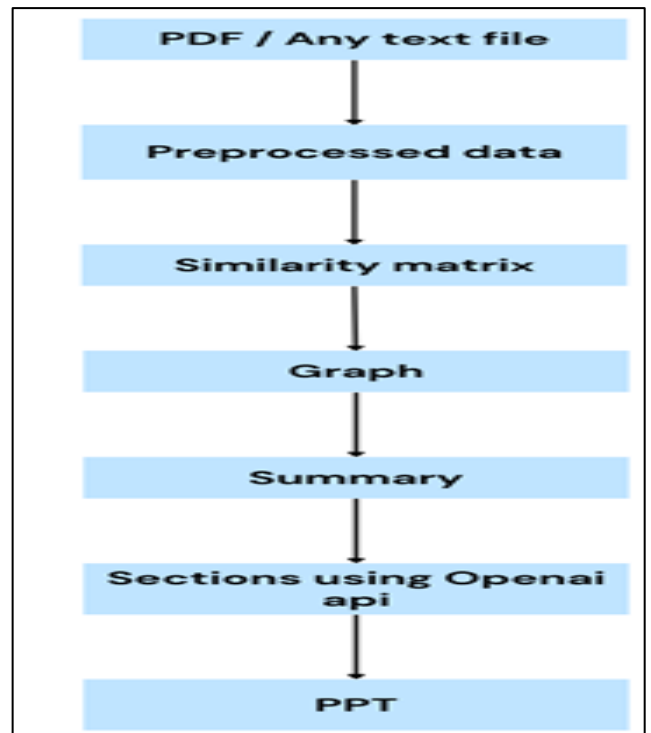 PDF / Any text file
Preprocessed data
Similarity matrix
Graph
Summary
Sections using Openai
api
PPT